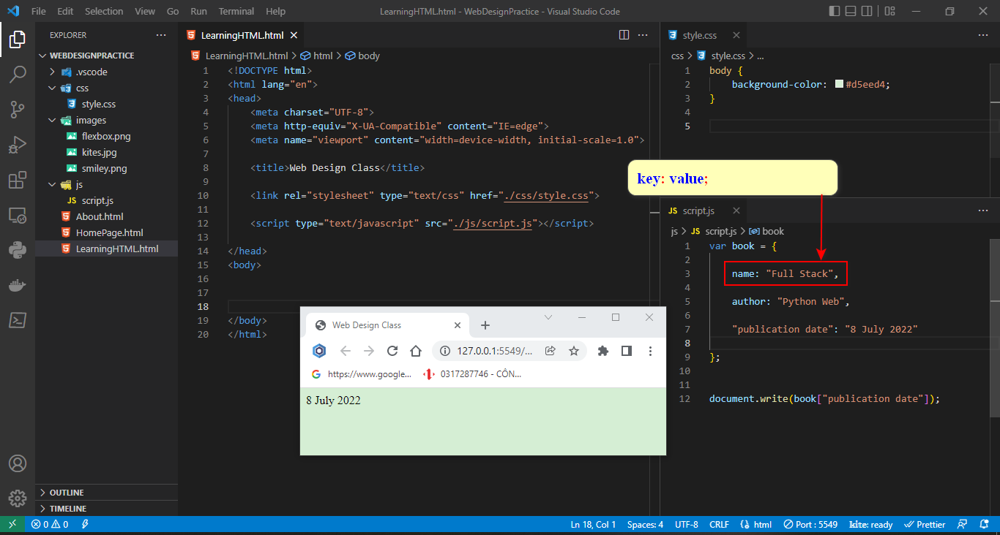 File Edit Selection View Go Run Terminal Help LearningHTML.html - WebDesignPractice - Visual Studio Code
EXPLORER
WEBDESIGNPRACTICE
.vscode
css
style.css
images
flexbox.png
kites.jpg
smiley.png
js
script.js
About.html
HomePage.html
LearningHTML.html
OUTLINE
TIMELINE
LearningHTML.html
LearningHTML.html > html > body
1 <!DOCTYPE html>
2 <html lang="en">
3 <head>
4 <meta charset="UTF-8">
5 <meta http-equiv="X-UA-Compatible" content="IE=edge">
6 <meta name="viewport" content="width=device-width, initial-scale=1.0">
7
8 <title>Web Design Class</title>
9
10 <link rel="stylesheet" type="text/css" href="./css/style.css">
11
12 <script type="text/javascript" src="./js/script.js"></script>
13
14 </head>
15 <body>
16
17
18
19 </body>
20 </html>
style.css
css > style.css > ...
1 body {
2 background-color: #d5eed4;
3 }
4
5
key: value;
script.js
js > JS script.js > book
1 var book = {
2
3 name: "Full Stack",
4
5 author: "Python Web",
6
7 "publication date": "8 July 2022"
8
9 };
10
11
12 document.write(book["publication date"]);
Web Design Class
127.0.0.1:5549/...
https://www.google... 0317287746 - CÔN...
8 July 2022
0 0 Ln 18, Col 1 Spaces: 4 UTF-8 CRLF html Port : 5549 kite: ready Prettier